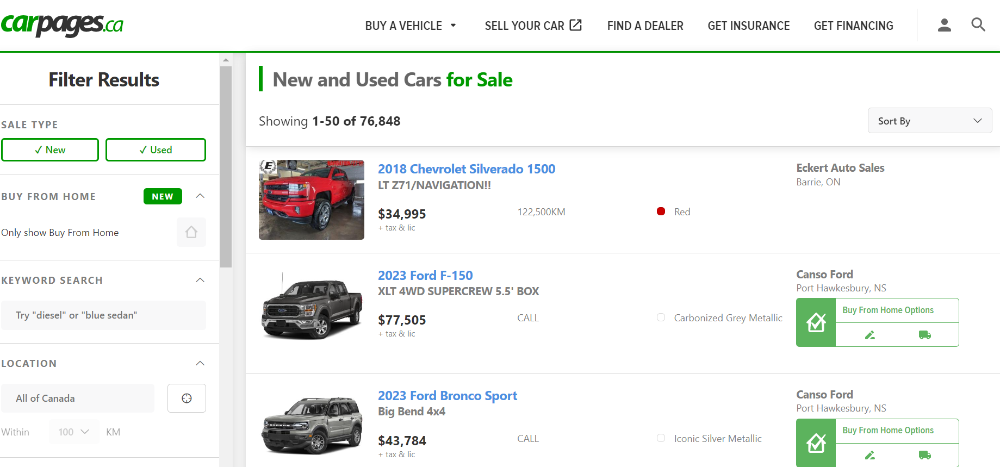 carpages.ca
BUY A VEHICLE
SELL YOUR CAR
FIND A DEALER
GET INSURANCE
GET FINANCING
Filter Results
SALE TYPE
✓ New
✓ Used
BUY FROM HOME
NEW
Only show Buy From Home
KEYWORD SEARCH
Try "diesel" or "blue sedan"
LOCATION
All of Canada
Within 100 KM
New and Used Cars for Sale
Showing 1-50 of 76,848
Sort By
E
2018 Chevrolet Silverado 1500
LT Z71/NAVIGATION!!
$34,995
+ tax & lic
122,500KM
Red
Eckert Auto Sales
Barrie, ON
2023 Ford F-150
XLT 4WD SUPERCREW 5.5' BOX
$77,505
+ tax & lic
CALL
Carbonized Grey Metallic
Canso Ford
Port Hawkesbury, NS
Buy From Home Options
2023 Ford Bronco Sport
Big Bend 4x4
$43,784
+ tax & lic
CALL
Iconic Silver Metallic
Canso Ford
Port Hawkesbury, NS
Buy From Home Options